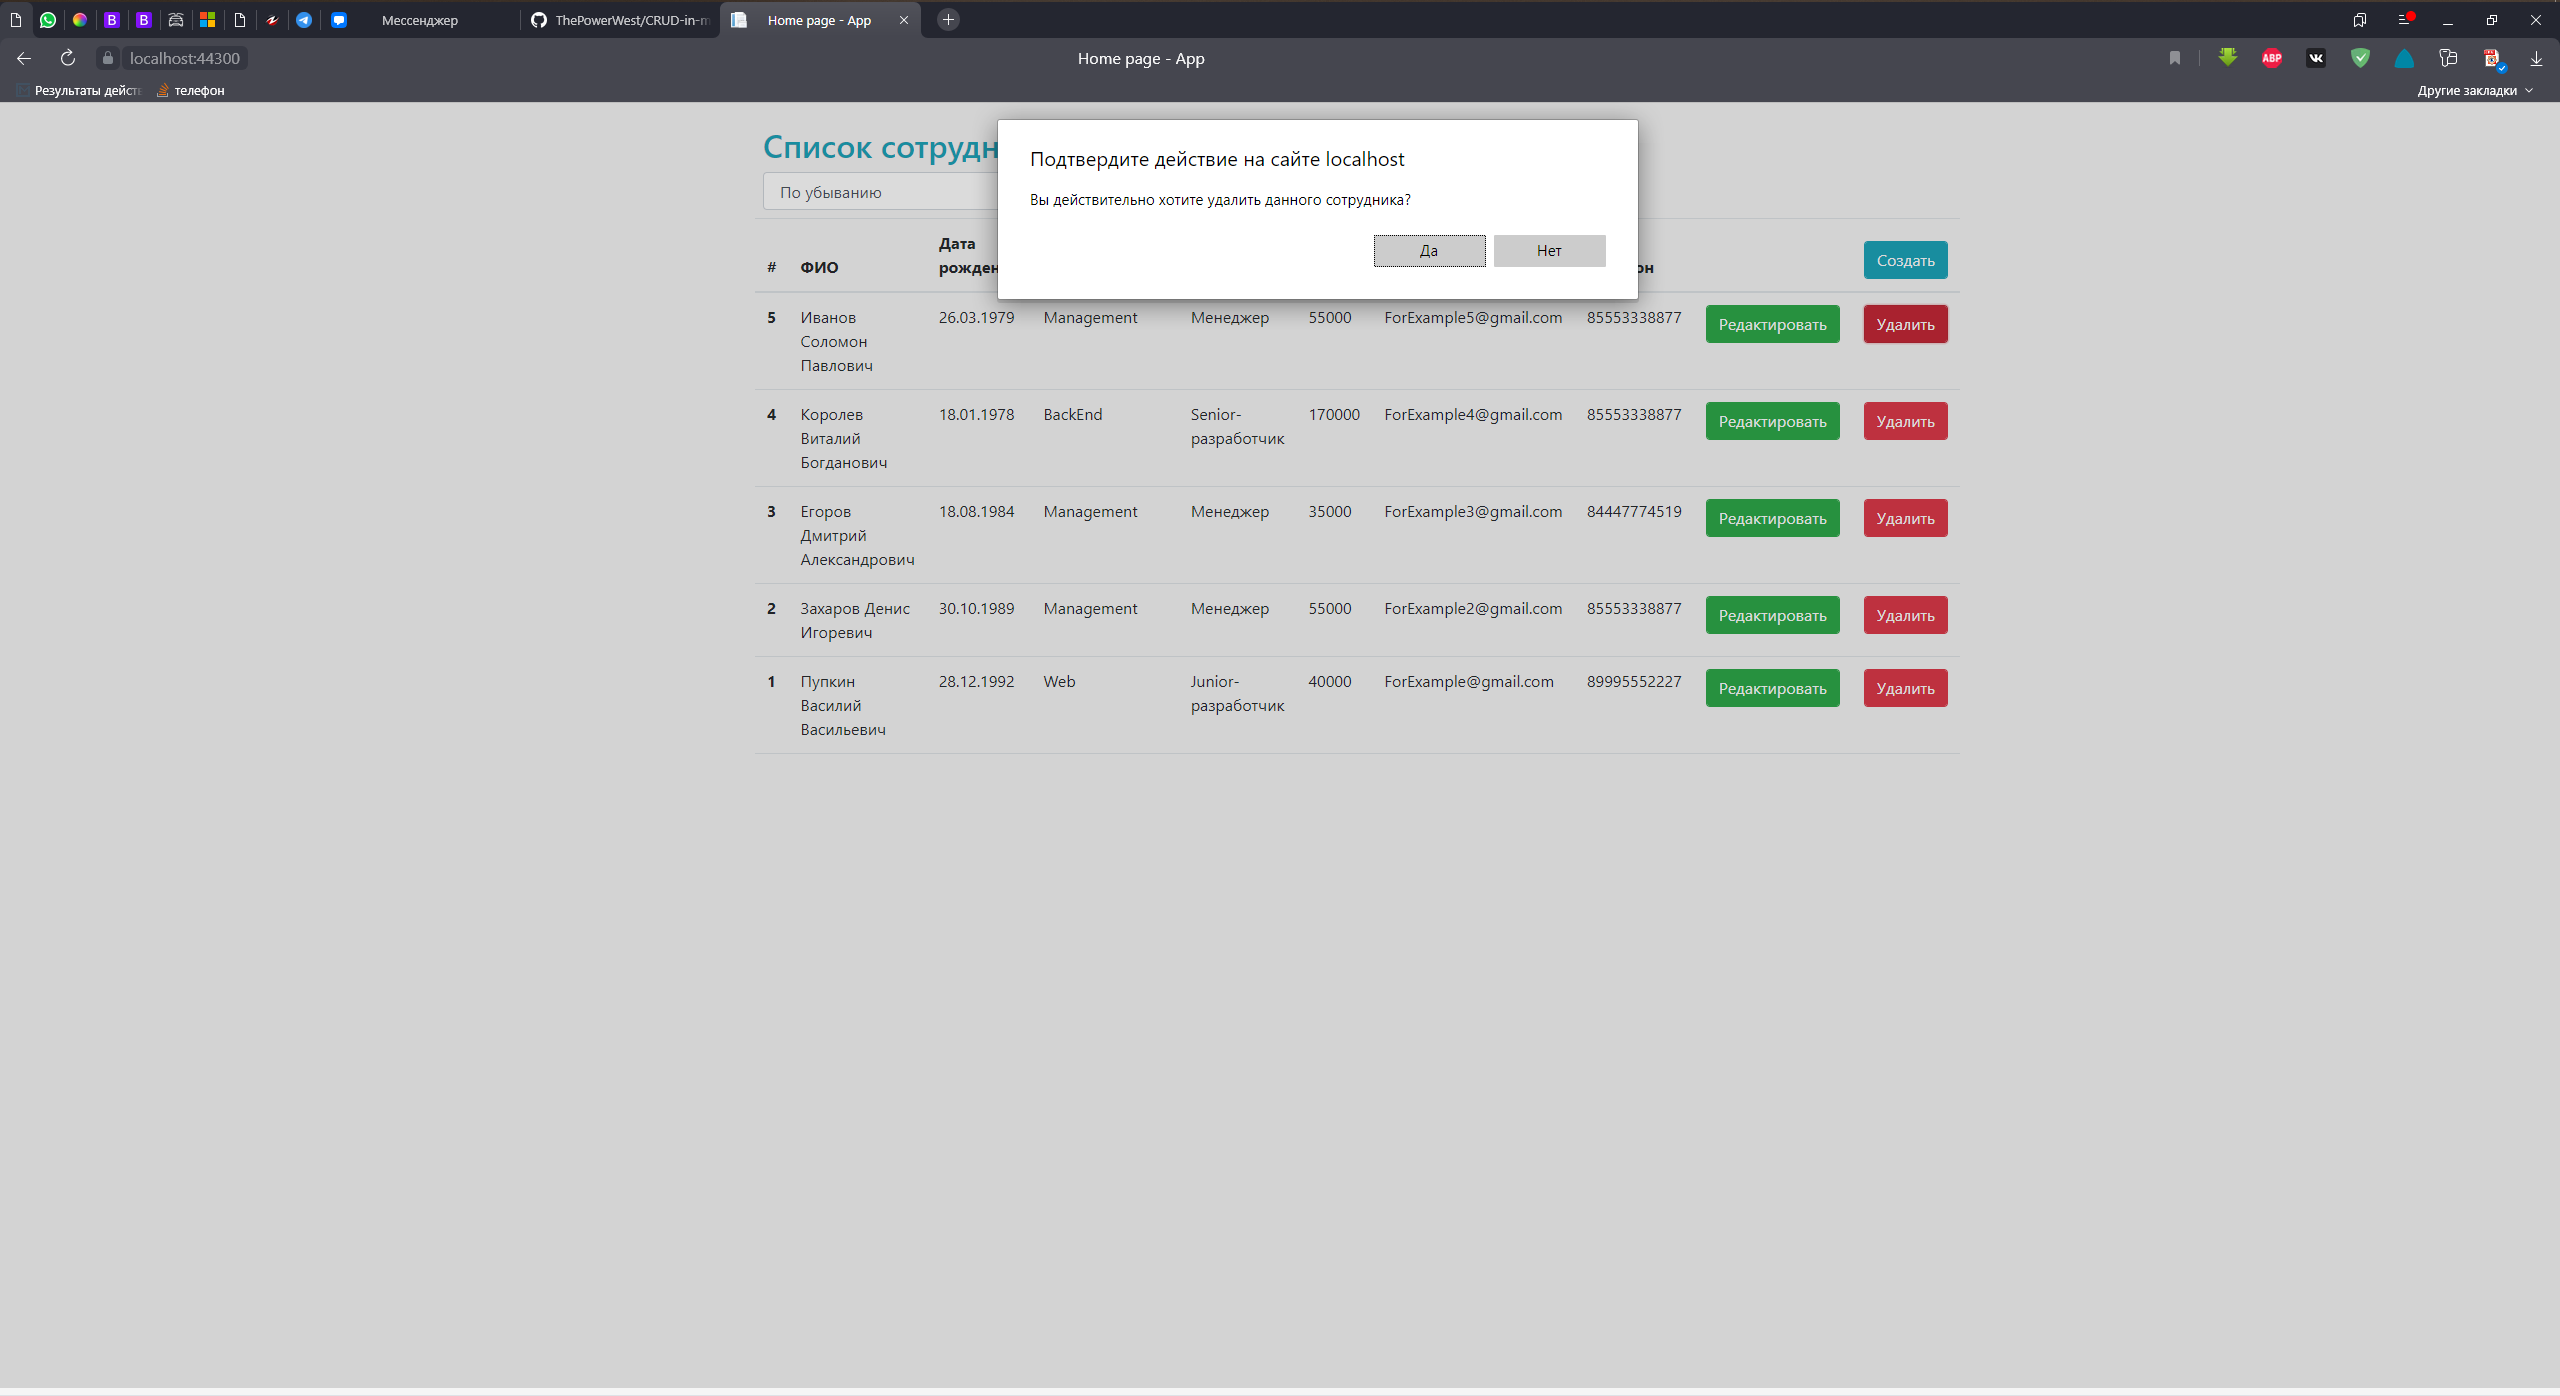 Мессенджер
ThePowerWest/CRUD-in-m
Home page - App
localhost:44300
Home page - App
Результаты дейст
телефон
Другие закладки
Список сотрудн
По убыванию
Подтвердите действие на сайте localhost
Вы действительно хотите удалить данного сотрудника?
Да
Нет
#
ФИО
Дата
рожден
он
Создать
5
Иванов
Соломон
Павлович
26.03.1979
Management
Менеджер
55000
ForExample5@gmail.com
85553338877
Редактировать
Удалить
4
Королев
Виталий
Богданович
18.01.1978
BackEnd
Senior-
разработчик
170000
ForExample4@gmail.com
85553338877
Редактировать
Удалить
3
Егоров
Дмитрий
Александрович
18.08.1984
Management
Менеджер
35000
ForExample3@gmail.com
84447774519
Редактировать
Удалить
2
Захаров Денис
Игоревич
30.10.1989
Management
Менеджер
55000
ForExample2@gmail.com
85553338877
Редактировать
Удалить
1
Пупкин
Василий
Васильевич
28.12.1992
Web
Junior-
разработчик
40000
ForExample@gmail.com
89995552227
Редактировать
Удалить